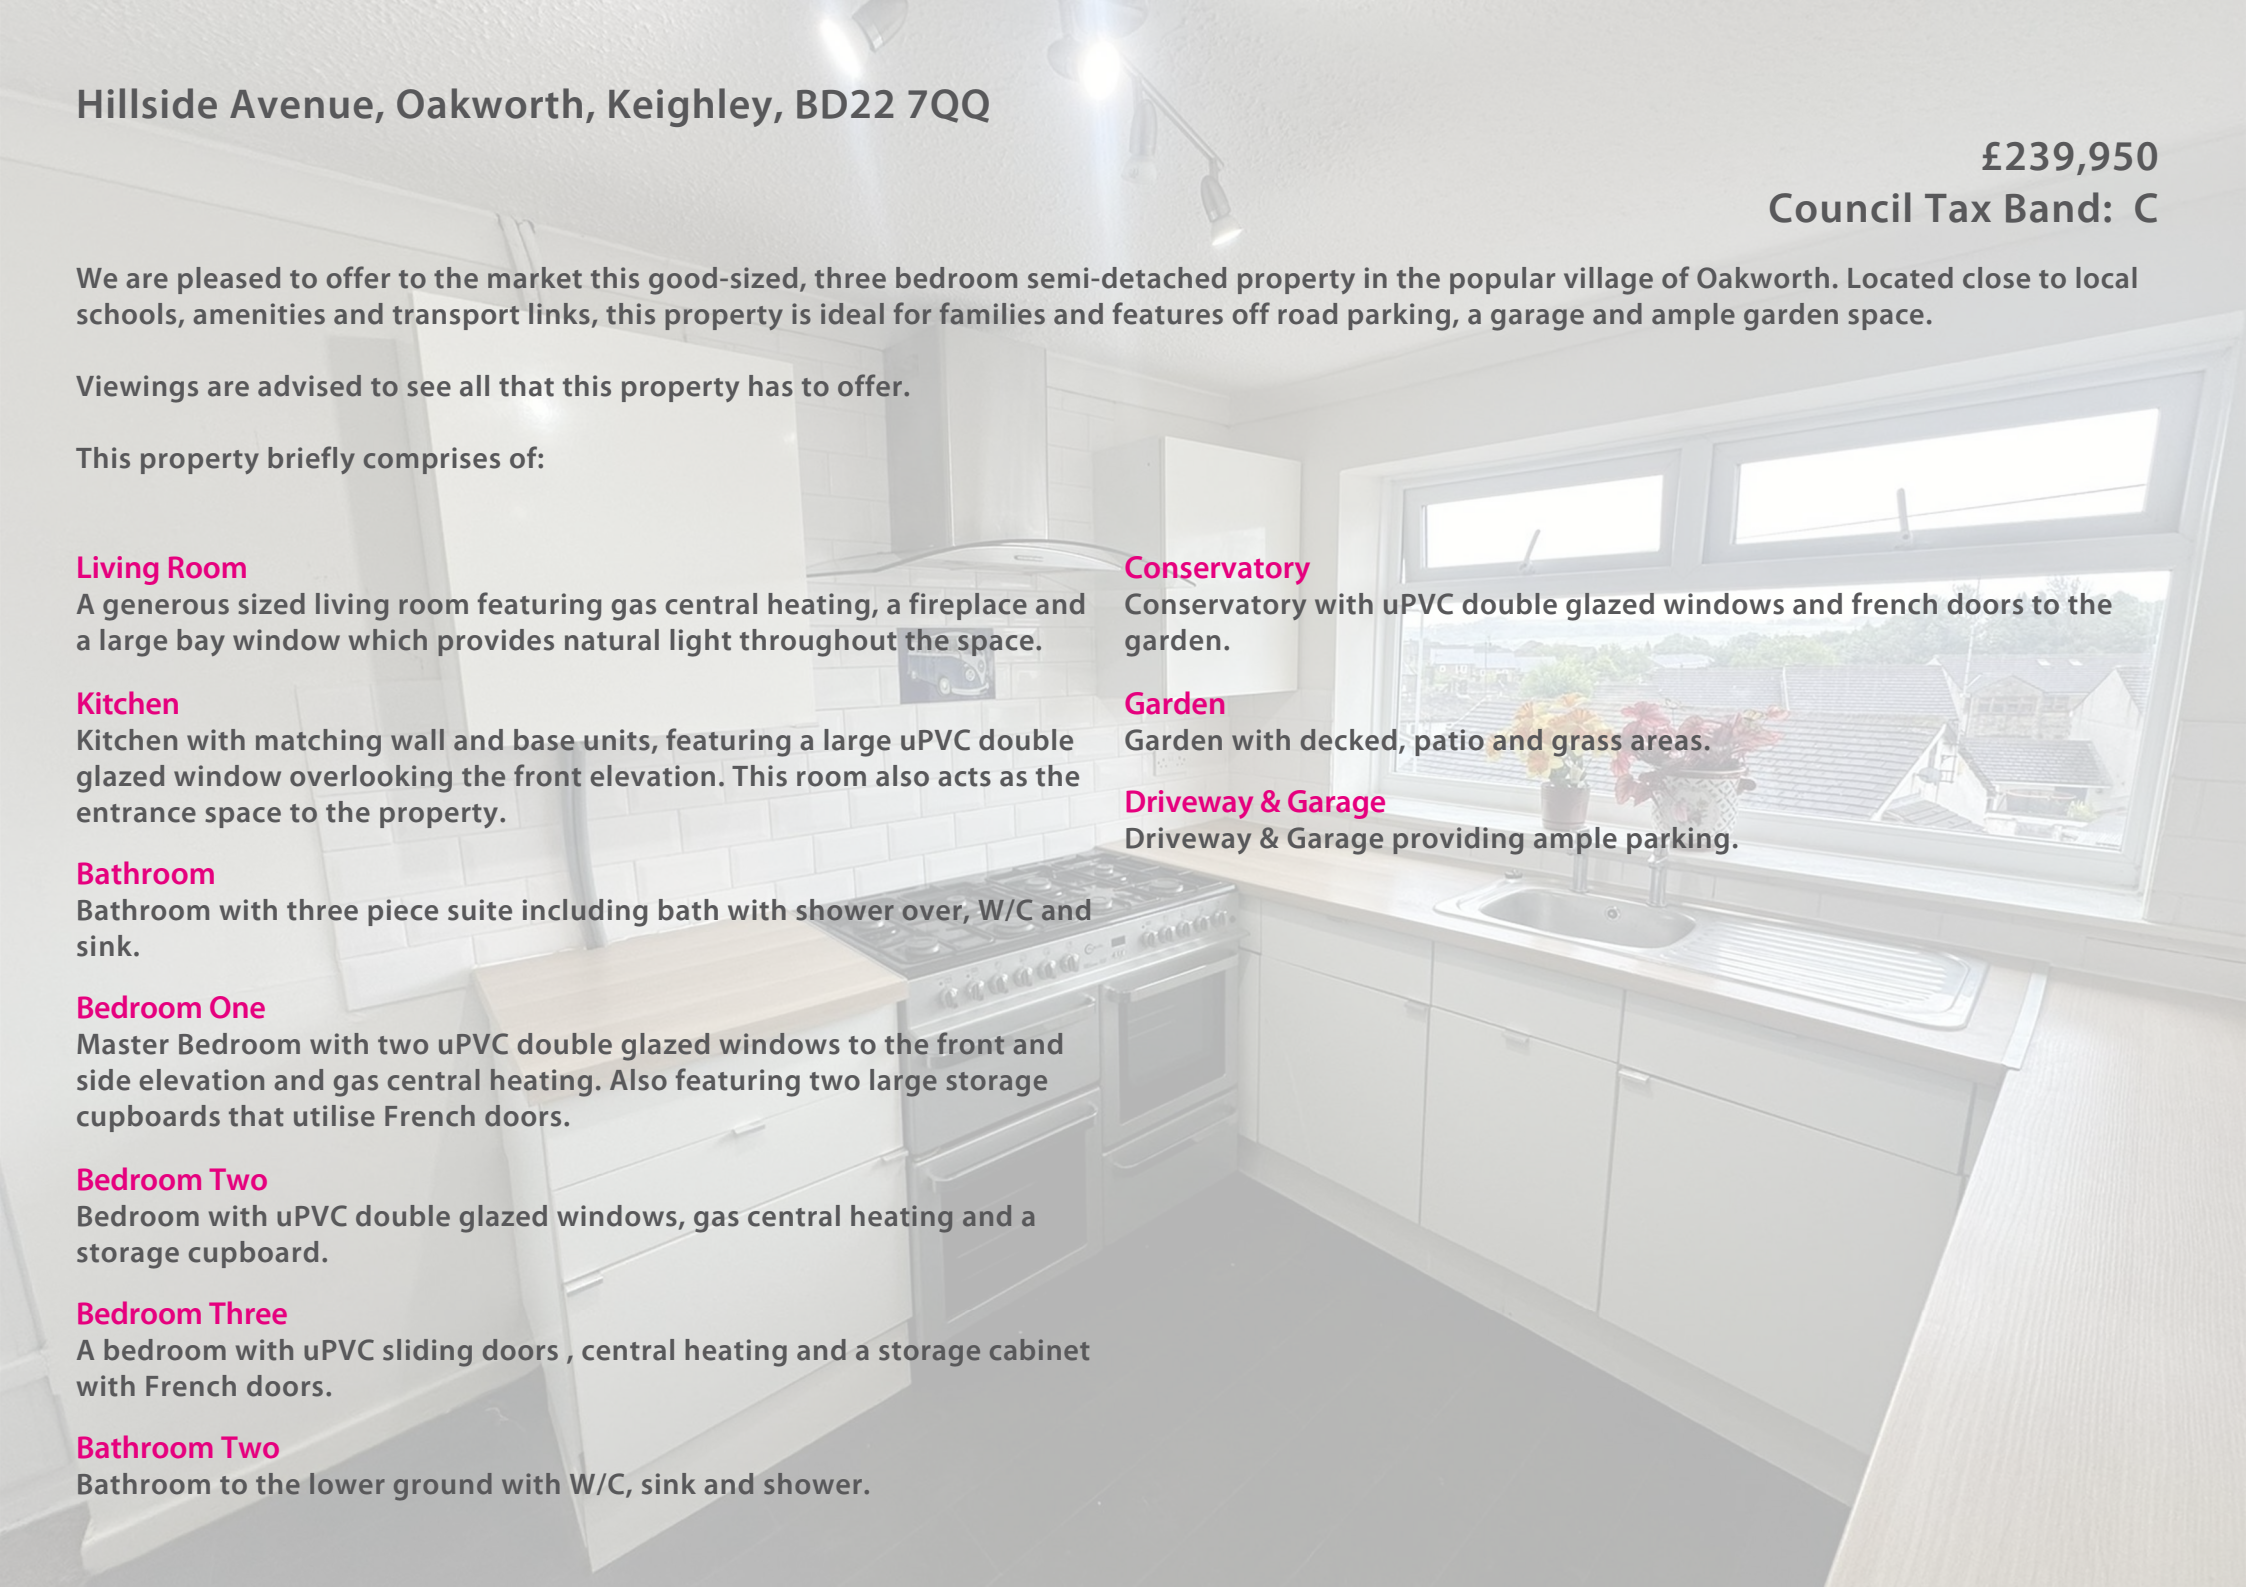 Hillside Avenue, Oakworth, Keighley, BD22 7QQ
£239,950
Council Tax Band:  C
We are pleased to offer to the market this good-sized, three bedroom semi-detached property in the popular village of Oakworth. Located close to local
schools, amenities and transport links, this property is ideal for families and features off road parking, a garage and ample garden space.
Viewings are advised to see all that this property has to offer.
This property briefly comprises of:
Living Room
A generous sized living room featuring gas central heating, a fireplace and
a large bay window which provides natural light throughout the space.
Kitchen
Kitchen with matching wall and base units, featuring a large uPVC double
glazed window overlooking the front elevation. This room also acts as the
entrance space to the property.
Bathroom
Bathroom with three piece suite including bath with shower over, W/C and
sink.
Bedroom One
Master Bedroom with two uPVC double glazed windows to the front and
side elevation and gas central heating. Also featuring two large storage
cupboards that utilise French doors.
Bedroom Two
Bedroom with uPVC double glazed windows, gas central heating and a
storage cupboard.
Bedroom Three
A bedroom with uPVC sliding doors , central heating and a storage cabinet
with French doors.
Bathroom Two
Bathroom to the lower ground with W/C, sink and shower.
Conservatory
Conservatory with uPVC double glazed windows and french doors to the
garden.
Garden
Garden with decked, patio and grass areas.
Driveway & Garage
Driveway & Garage providing ample parking.